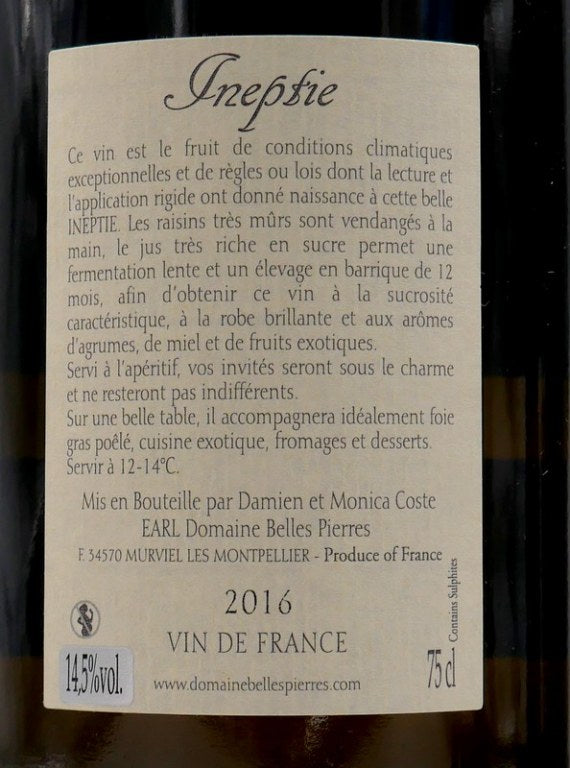 Ineptie
Ce vin est le fruit de conditions climatiques
exceptionnelles et de règles ou lois dont la lecture et
l'application rigide ont donné naissance à cette belle
INEPTIE. Les raisins très mûrs sont vendangés à la
main, le jus très riche en sucre permet une
fermentation lente et un élevage en barrique de 12
mois, afin d'obtenir ce vin à la sucrosité
caractéristique, à la robe brillante et aux arômes
d'agrumes, de miel et de fruits exotiques.
Servi à l'apéritif, vos invités seront sous le charme
et ne resteront pas indifférents.
Sur une belle table, il accompagnera idéalement foie
gras poêlé, cuisine exotique, fromages et desserts.
Servir à 12-14°C.
Mis en Bouteille par Damien et Monica Coste
EARL Domaine Belles Pierres
F. 34570 MURVIEL LES MONTPELLIER - Produce of France
Contains Sulphites
2016
VIN DE FRANCE
14,5%vol.
www.domainebellespierres.com
75 cl